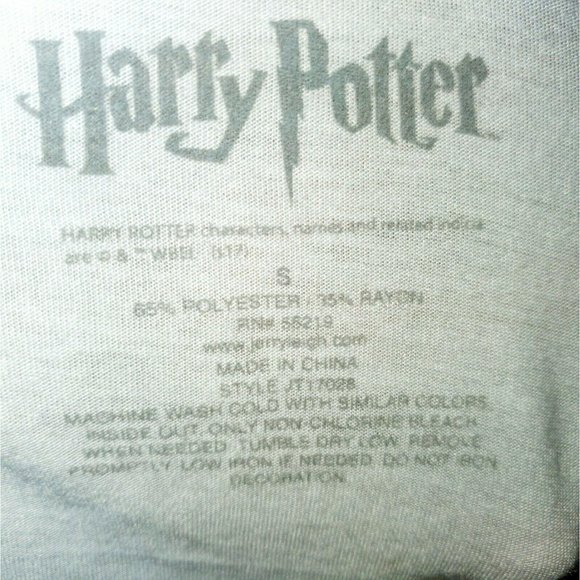 Harry Potter
HARRY POTTER characters, names and related indicia
are © & ™ WBEI. (s17)
S
65% POLYESTER 35% RAYON
RN# 55219
www.jerryleigh.com
MADE IN CHINA
STYLE JT17028
MACHINE WASH COLD WITH SIMILAR COLORS
INSIDE OUT, ONLY NON-CHLORINE BLEACH
WHEN NEEDED. TUMBLE DRY LOW. REMOVE
PROMPTLY. LOW IRON IF NEEDED. DO NOT IRON
DECORATION.